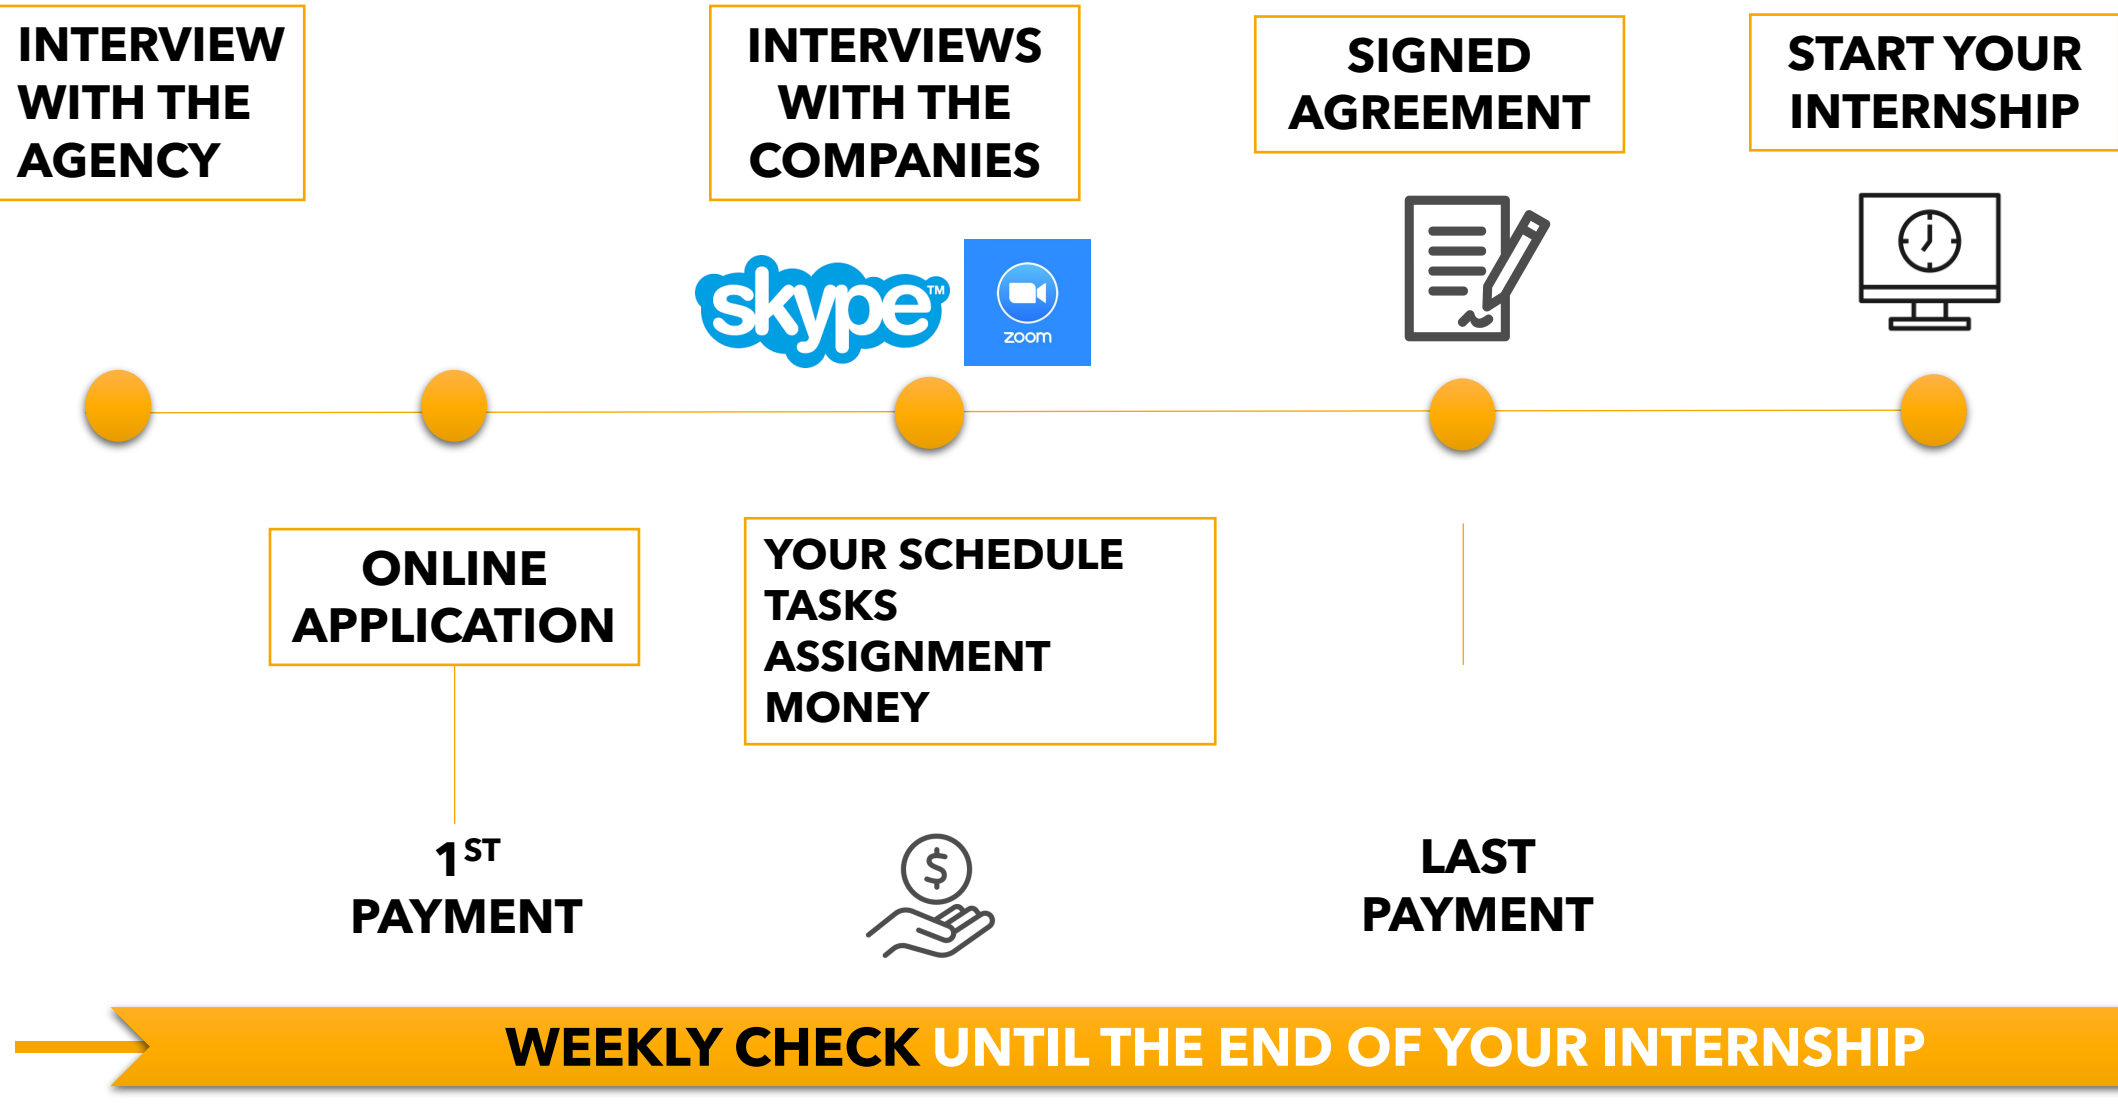 INTERVIEW
WITH THE
AGENCY
INTERVIEWS
WITH THE
COMPANIES
SIGNED
AGREEMENT
START YOUR
INTERNSHIP
skype™
zoom
ONLINE
APPLICATION
YOUR SCHEDULE
TASKS
ASSIGNMENT
MONEY
1ST
PAYMENT
$
LAST
PAYMENT
WEEKLY CHECK UNTIL THE END OF YOUR INTERNSHIP